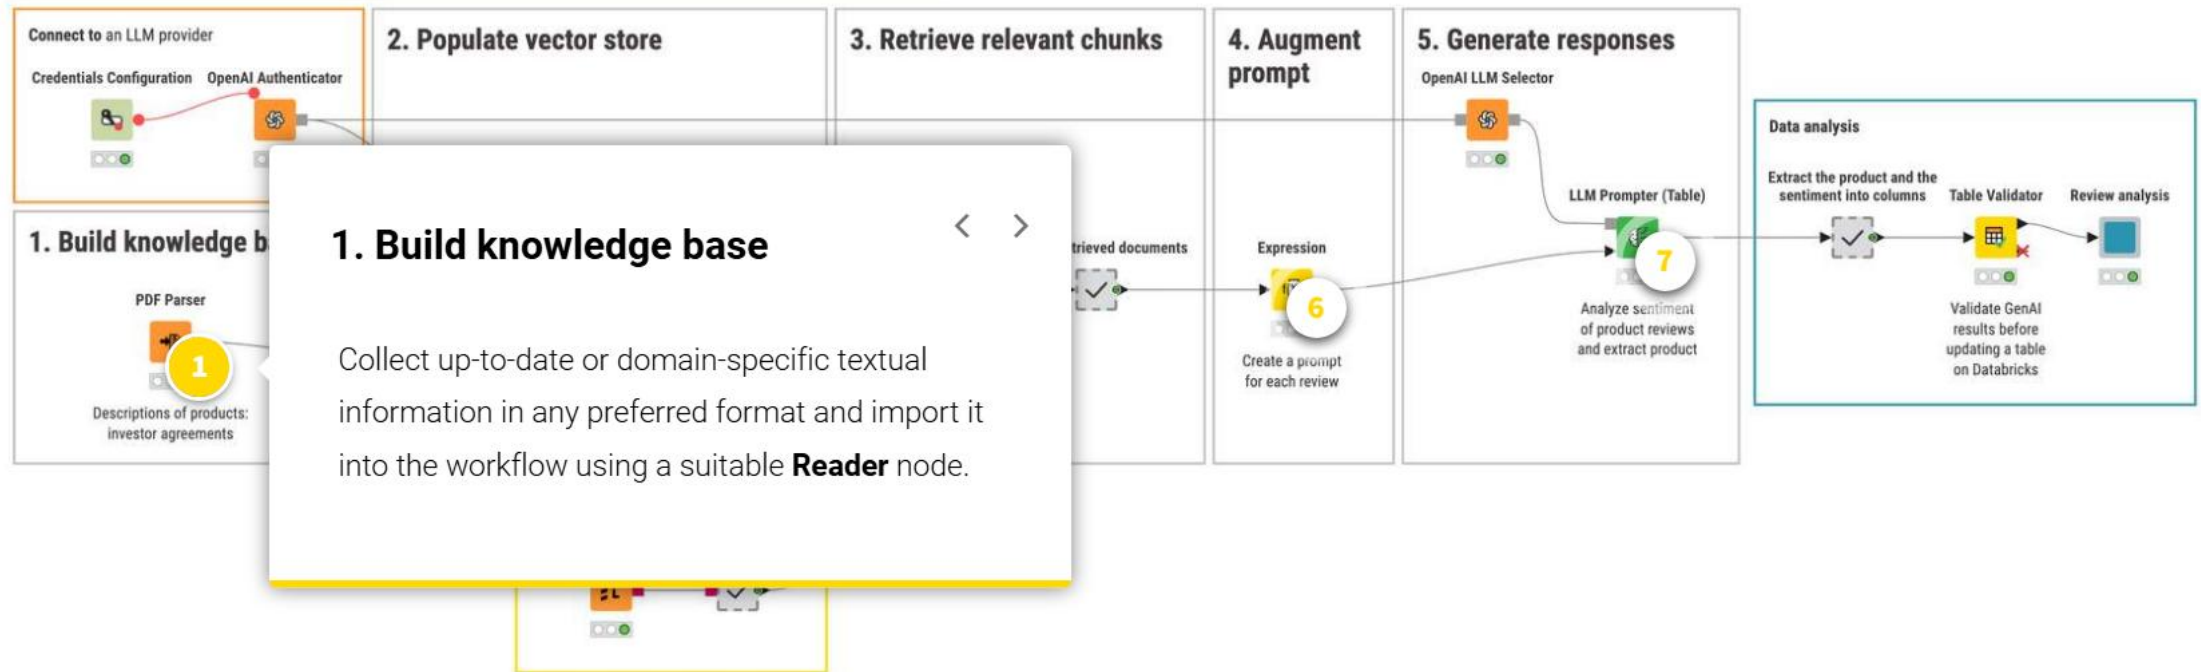 Connect to an LLM provider
Credentials Configuration
OpenAI Authenticator
2. Populate vector store
3. Retrieve relevant chunks
4. Augment
prompt
5. Generate responses
OpenAI LLM Selector
Data analysis
Extract the product and the
sentiment into columns
Table Validator
Review analysis
LLM Prompter (Table)
7
Analyze sentiment
of product reviews
and extract product
Validate GenAI
results before
updating a table
on Databricks
1. Build knowledge
PDF Parser
1
Descriptions of products:
investor agreements
1. Build knowledge base
Collect up-to-date or domain-specific textual
information in any preferred format and import it
into the workflow using a suitable Reader node.
documents
Expression
6
Create a prompt
for each review